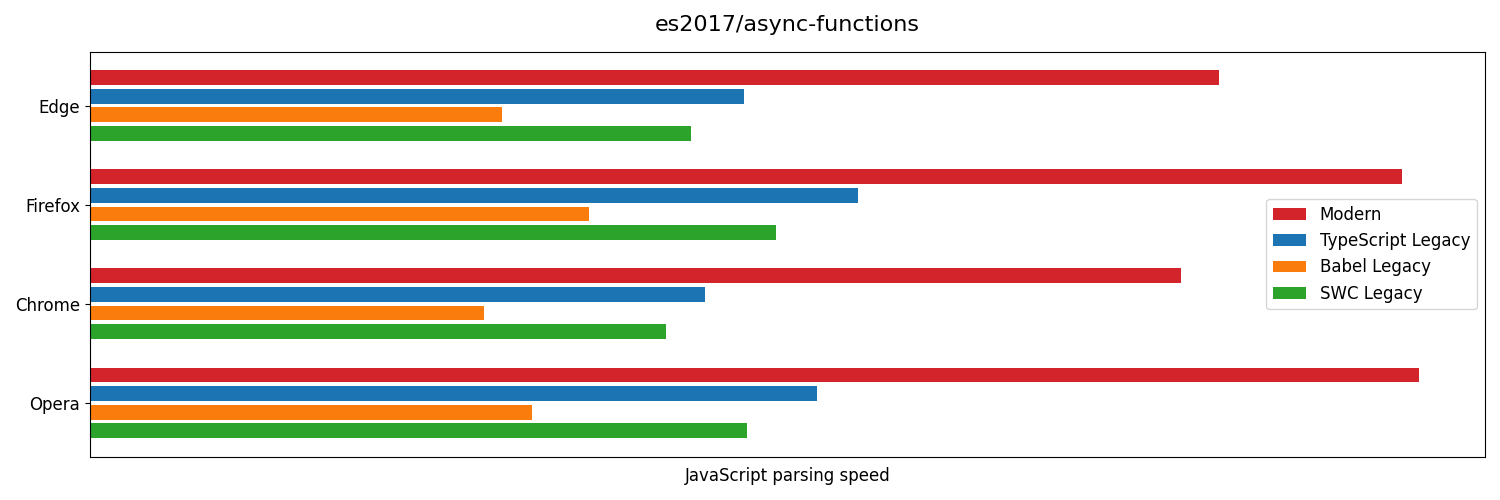 es2017/async-functions
Edge
Firefox
Chrome
Opera
Modern
TypeScript Legacy
Babel Legacy
SWC Legacy
JavaScript parsing speed